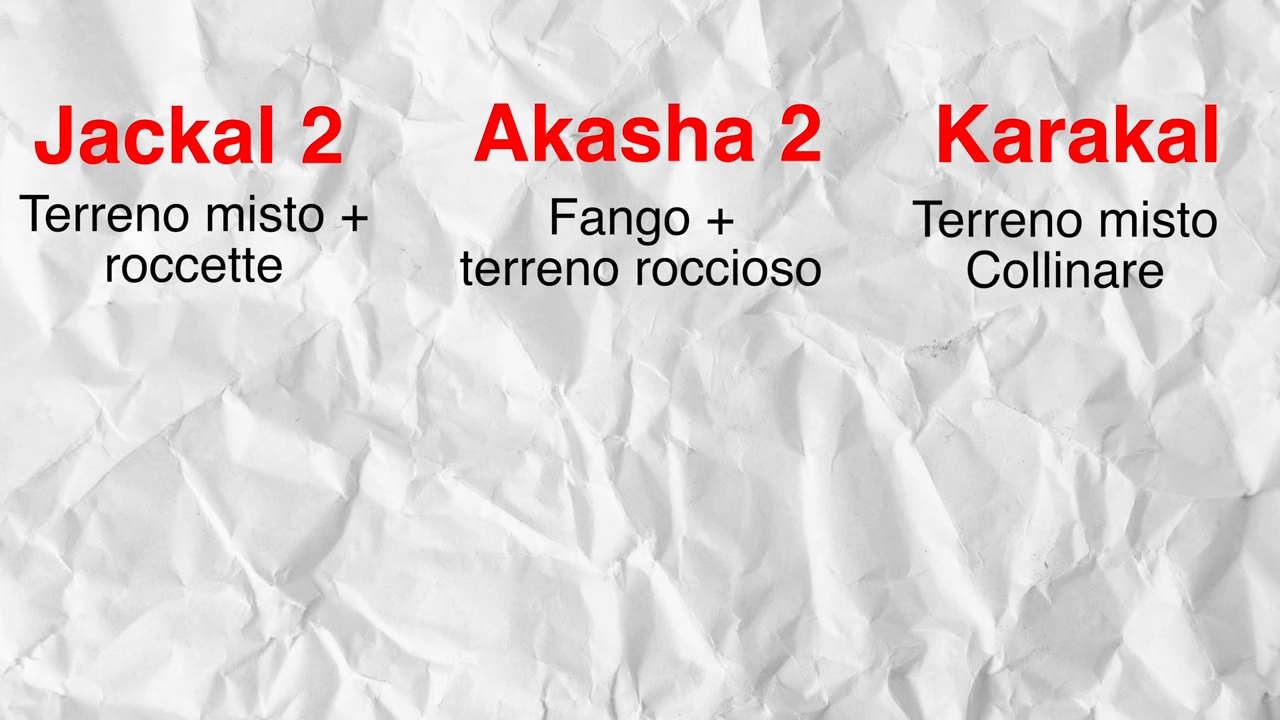 Jackal 2
Terreno misto +
roccette
Akasha 2
Fango +
terreno roccioso
Karakal
Terreno misto
Collinare